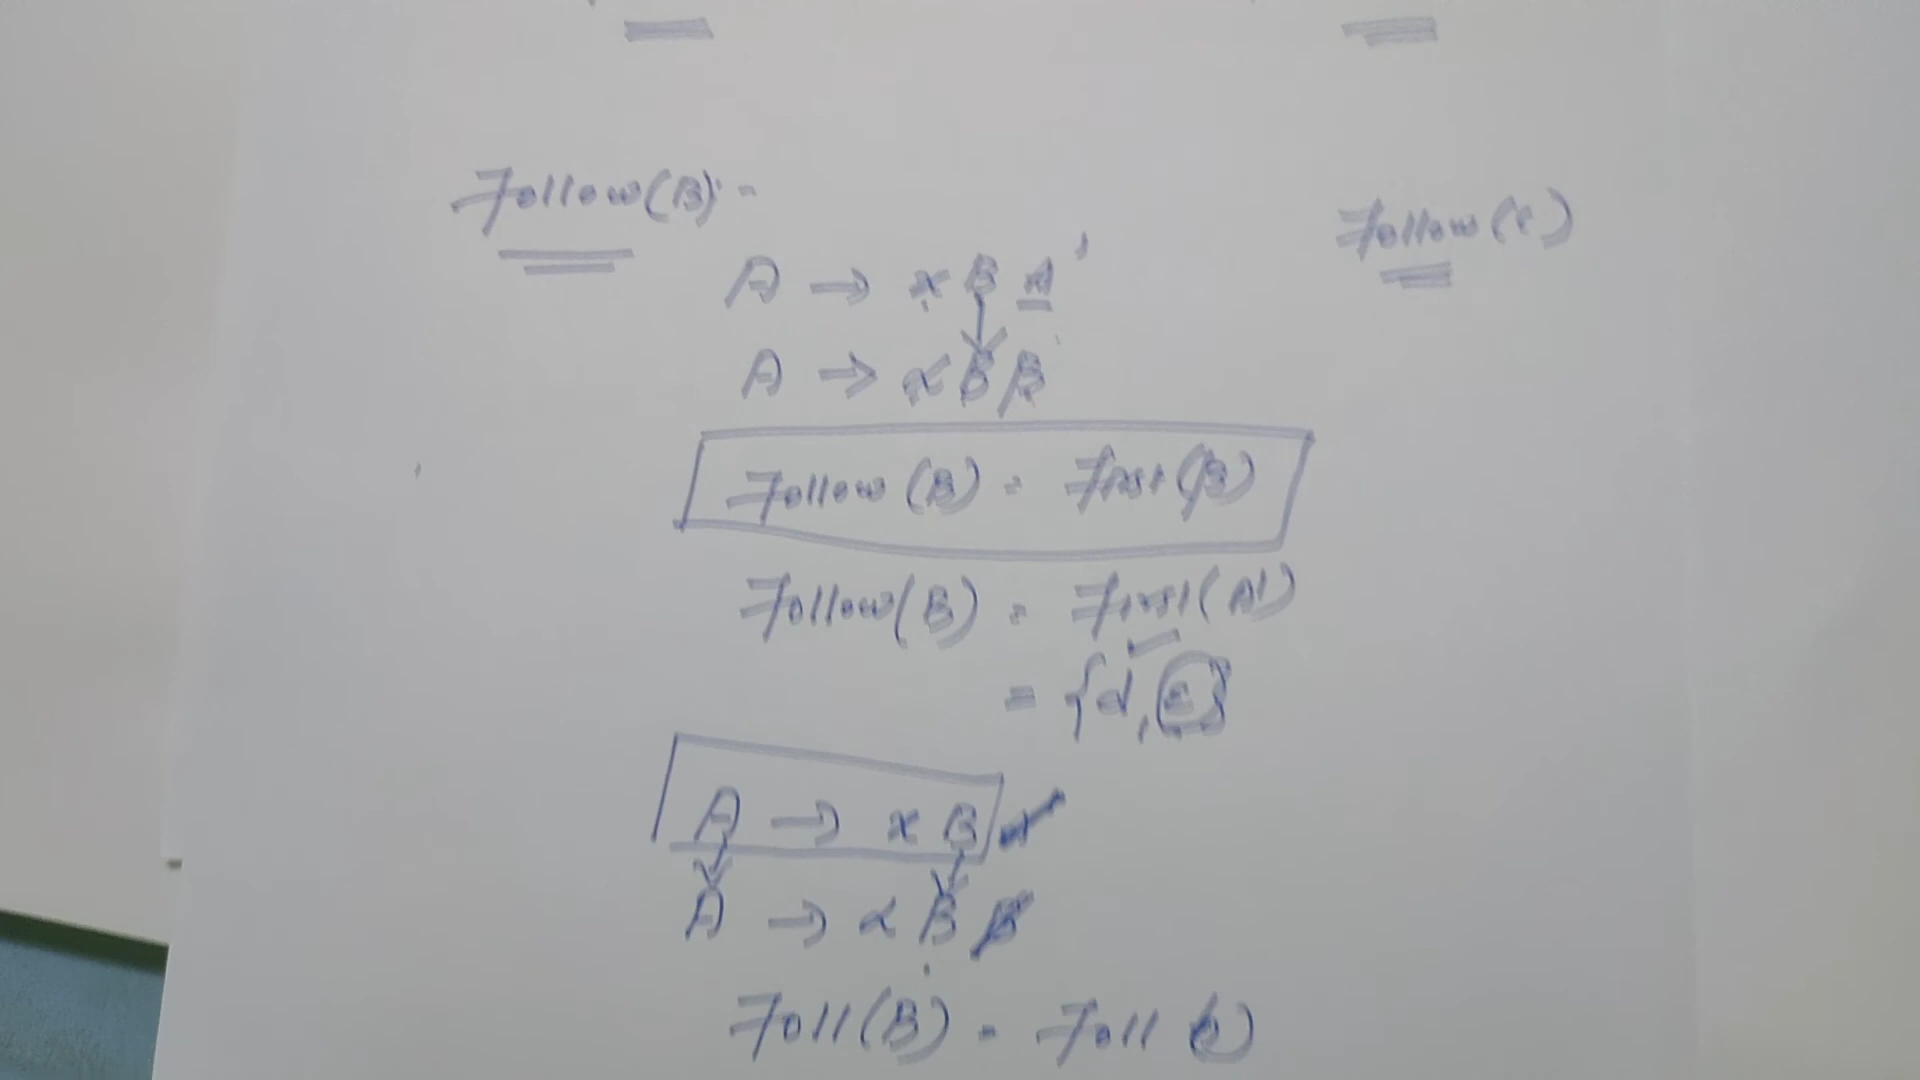 Follow(B) =
Follow(C)
A → x B A'
A → α B β
Follow (B) = First(β)
Follow(B) = First(A')
= {d, ε}
A → x B
A → α B β
Foll(B) = Foll